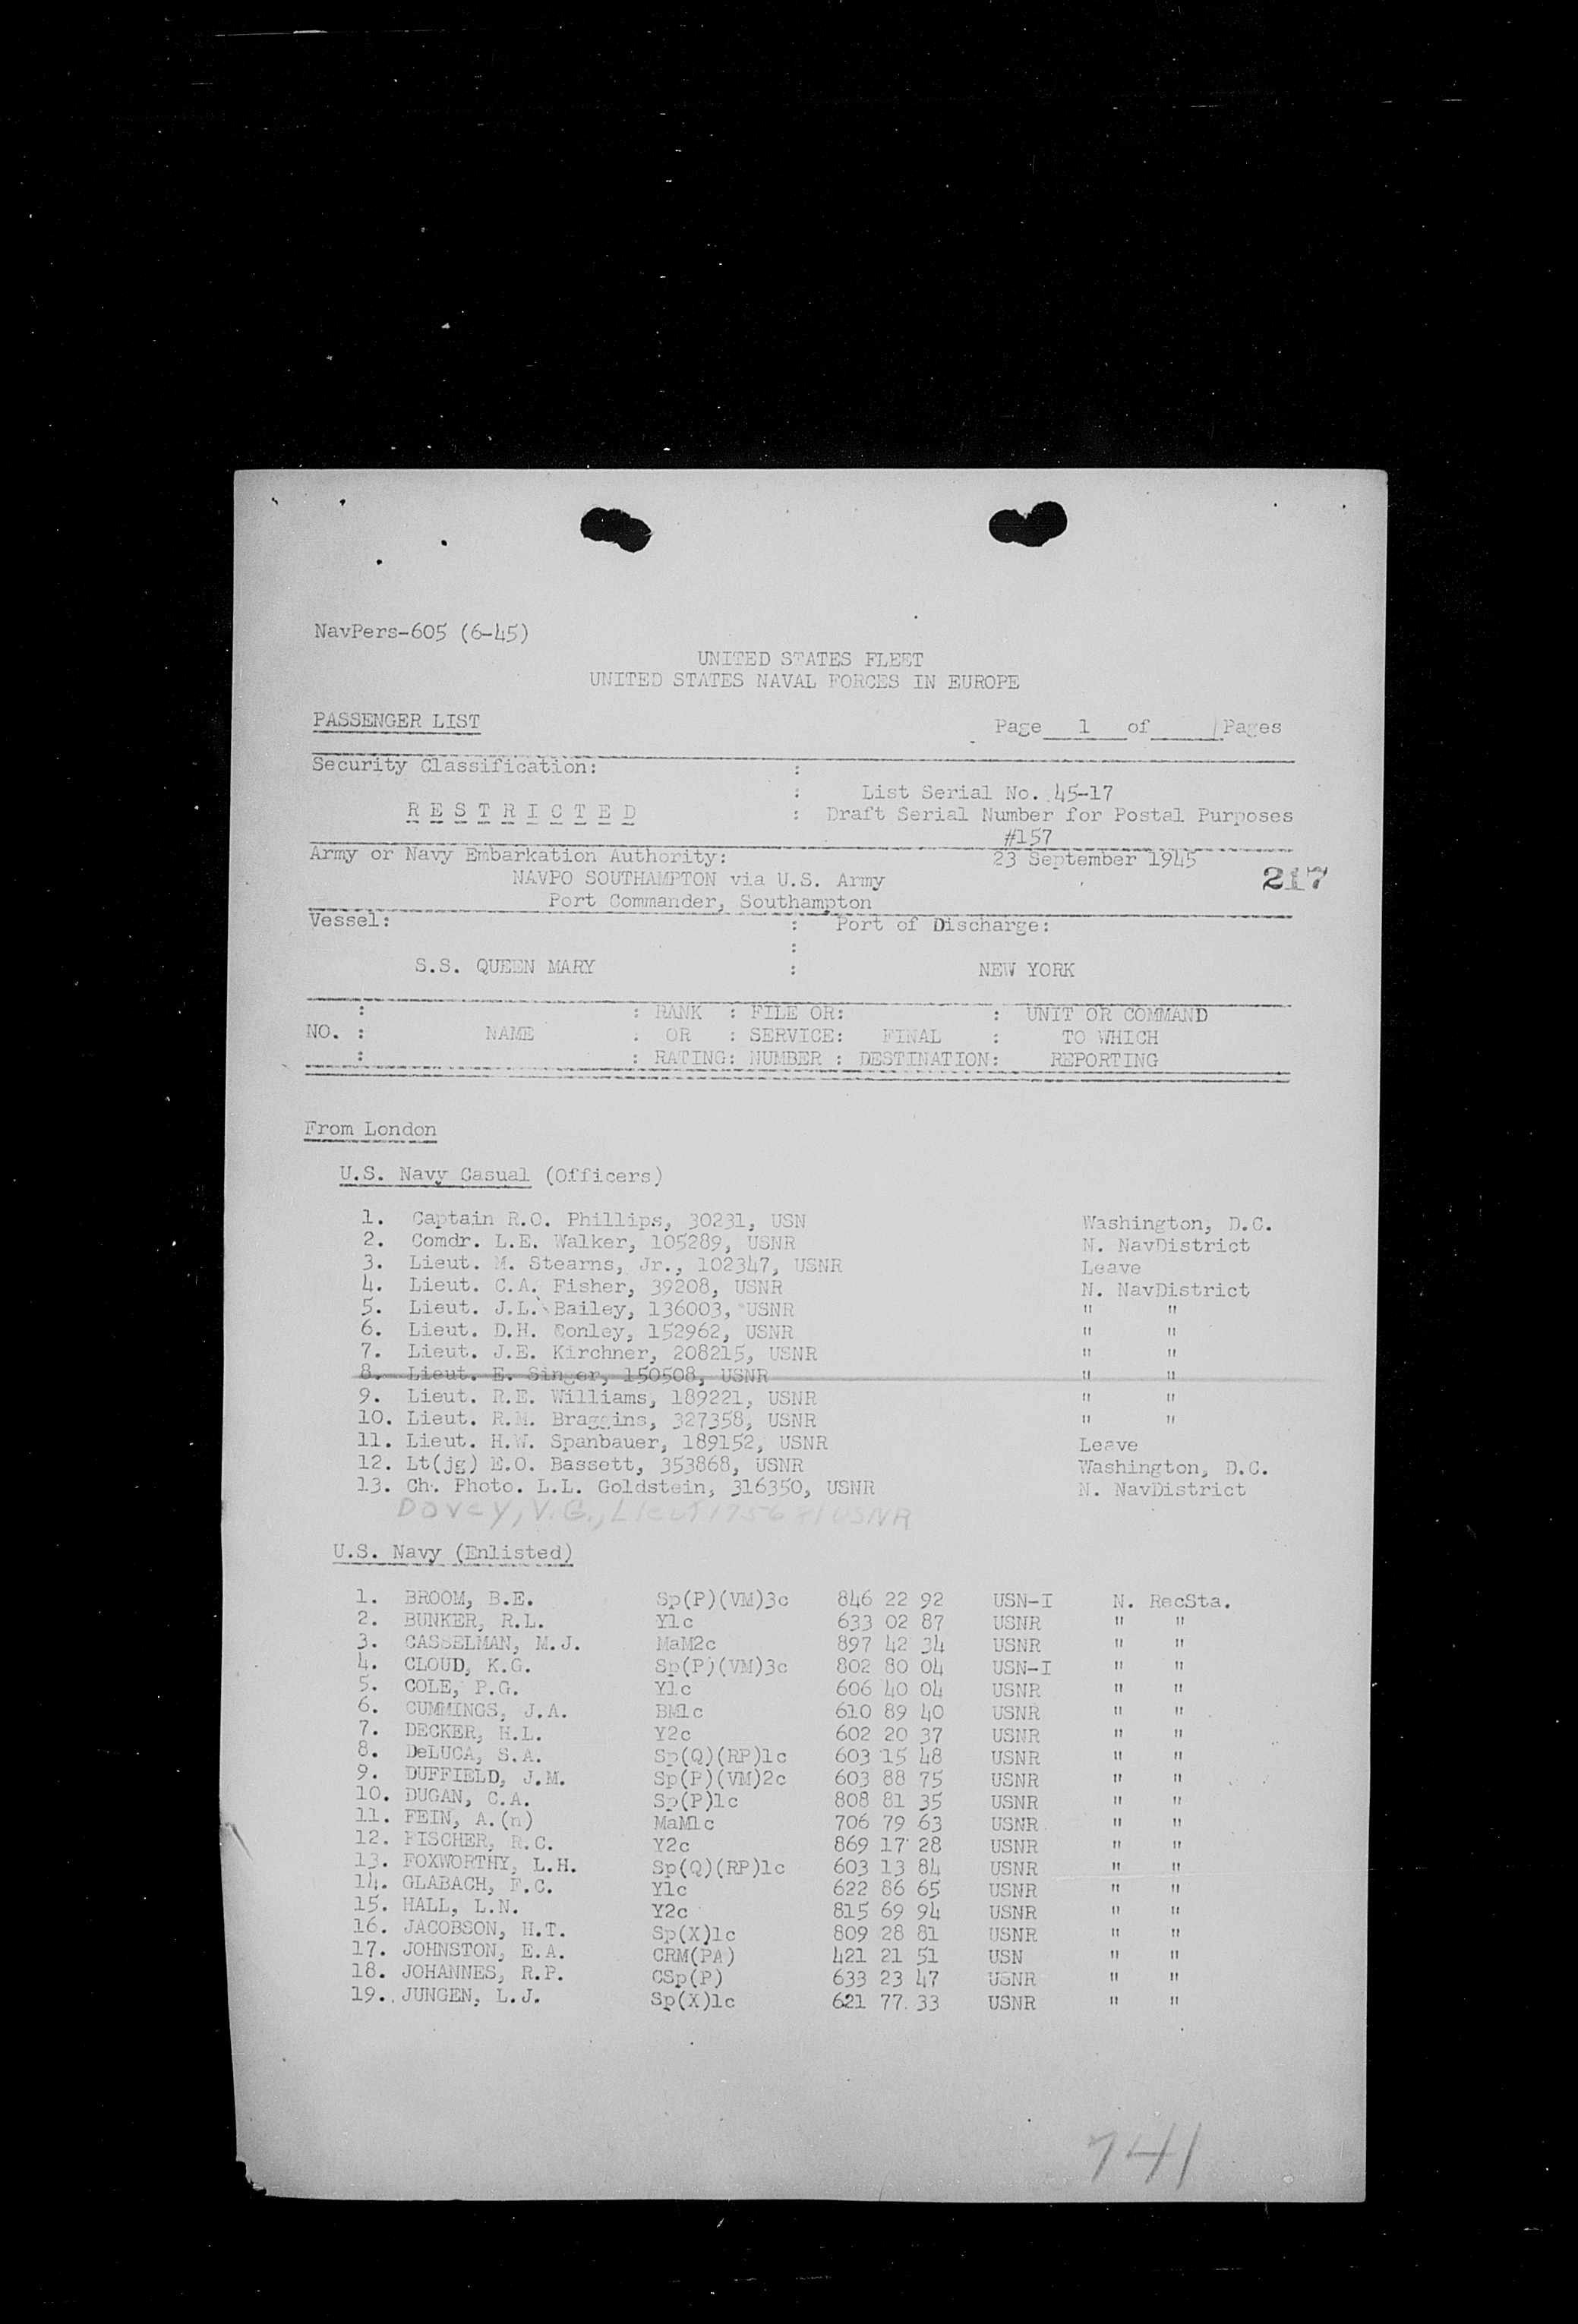 NavPers-605 (6-45)
UNITED STATES FLEET
UNITED STATES NAVAL FORCES IN EUROPE
PASSENGER LIST Page 1 of Pages
Security Classification: :
: List Serial No. 45-17
R E S T R I C T E D : Draft Serial Number for Postal Purposes
#157
Army or Navy Embarkation Authority: 23 September 1945
NAVPO SOUTHAMPTON via U.S. Army 217
Port Commander, Southampton
Vessel: : Port of Discharge:
:
S.S. QUEEN MARY : NEW YORK
: : RANK : FILE OR: : UNIT OR COMMAND
NO. : NAME : OR : SERVICE: FINAL : TO WHICH
: : RATING: NUMBER : DESTINATION: REPORTING
From London
U.S. Navy Casual (Officers)
1. Captain R.O. Phillips, 30231, USN Washington, D.C.
2. Comdr. L.E. Walker, 105289, USNR N. NavDistrict
3. Lieut. M. Stearns, Jr., 102347, USNR Leave
4. Lieut. C.A. Fisher, 39208, USNR N. NavDistrict
5. Lieut. J.L. Bailey, 136003, USNR " "
6. Lieut. D.H. Conley, 152962, USNR " "
7. Lieut. J.E. Kirchner, 208215, USNR " "
8. Lieut. E. Singer, 150508, USNR " "
9. Lieut. R.E. Williams, 189221, USNR " "
10. Lieut. R.M. Braggins, 327358, USNR " "
11. Lieut. H.W. Spanbauer, 189152, USNR Leave
12. Lt(jg) E.O. Bassett, 353868, USNR Washington, D.C.
13. Ch. Photo. L.L. Goldstein, 316350, USNR N. NavDistrict
Dovey, V.G., Lieut USNR
U.S. Navy (Enlisted)
1. BROOM, B.E. Sp(P)(VM)3c 846 22 92 USN-I N. RecSta.
2. BUNKER, R.L. Y1c 633 02 87 USNR " "
3. CASSELMAN, M.J. MaM2c 897 42 34 USNR " "
4. CLOUD, K.G. Sp(P)(VM)3c 802 80 04 USN-I " "
5. COLE, P.G. Y1c 606 40 04 USNR " "
6. CUMMINGS, J.A. BM1c 610 89 40 USNR " "
7. DECKER, H.L. Y2c 602 20 37 USNR " "
8. DeLUCA, S.A. Sp(Q)(RP)1c 603 15 48 USNR " "
9. DUFFIELD, J.M. Sp(P)(VM)2c 603 88 75 USNR " "
10. DUGAN, C.A. Sp(P)1c 808 81 35 USNR " "
11. FEIN, A.(n) MaM1c 706 79 63 USNR " "
12. FISCHER, R.C. Y2c 869 17 28 USNR " "
13. FOXWORTHY, L.H. Sp(Q)(RP)1c 603 13 84 USNR " "
14. GLABACH, F.C. Y1c 622 86 65 USNR " "
15. HALL, L.N. Y2c 815 69 94 USNR " "
16. JACOBSON, H.T. Sp(X)1c 809 28 81 USNR " "
17. JOHNSTON, E.A. CRM(PA) 421 21 51 USN " "
18. JOHANNES, R.P. CSp(P) 633 23 47 USNR " "
19. JUNGEN, L.J. Sp(X)1c 621 77 33 USNR " "
741